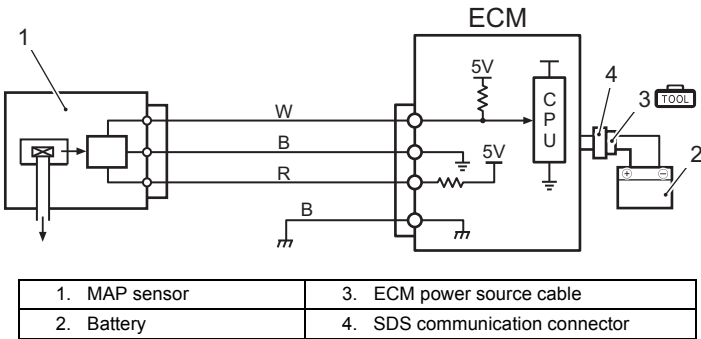 ECM
1
4
3 TOOL
2
5V
W
CPU
B
5V
R
B
1. MAP sensor 3. ECM power source cable
2. Battery 4. SDS communication connector